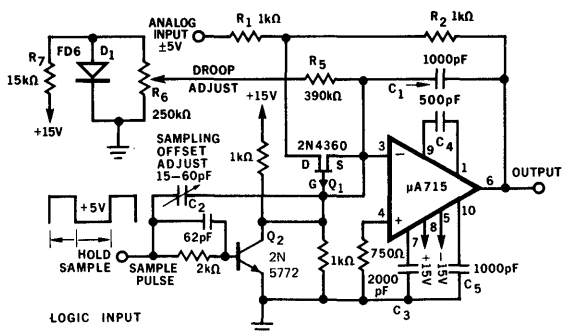 ANALOG
INPUT
±5V
R1 1kΩ
R2 1kΩ
R7
15kΩ
+15V
FD6
D1
R6
250kΩ
DROOP
ADJUST
R5
390kΩ
C1
1000pF
500pF
C4
9
1
+15V
1kΩ
2N4360
D
S
G
Q1
3
−
μA715
6
OUTPUT
SAMPLING
OFFSET
ADJUST
15-60pF
C2
62pF
2kΩ
Q2
2N
5772
1kΩ
4
+
750Ω
7
8
5
10
+15V
−15V
2000
pF
C3
1000pF
C5
+5V
HOLD
SAMPLE
SAMPLE
PULSE
LOGIC INPUT